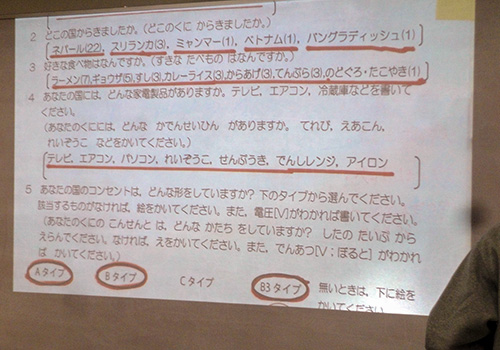 2 どこの国からきましたか。（どこのくに からきましたか。）
ネパール(22)、スリランカ(3)、ミャンマー(1)、ベトナム(1)、バングラディッシュ(1)
3 好きな食べ物はなんですか。（すきな たべもの はなんですか。）
ラーメン(7)、ギョウザ(5)、すし(3)、カレーライス(3)、からあげ(3)、てんぷら(3)、のどぐろ・たこやき(1)
4 あなたの国には、どんな家電製品がありますか。テレビ、エアコン、冷蔵庫などを書いて
ください。
（あなたのくにには どんな かでんせいひん がありますか。 てれび，えあこん，
れいぞうこ などをかいてください。）
テレビ、エアコン、パソコン、れいぞうこ、せんぷうき、でんしレンジ、アイロン
5 あなたの国のコンセントは、どんな形をしていますか？下のタイプから選んでください。
該当するものがなければ、絵をかいてください。また、電圧[V]がわかれば書いてください。
（あなたのくにの こんせんと は、どんな かたち をしていますか？ したの たいぷ から
えらんでください。なければ、えをかいてください。また、でんあつ[V；ぼると] がわかれ
ば かいてください。）
Aタイプ Bタイプ Cタイプ B3タイプ 無いときは、下に絵を
かいてください